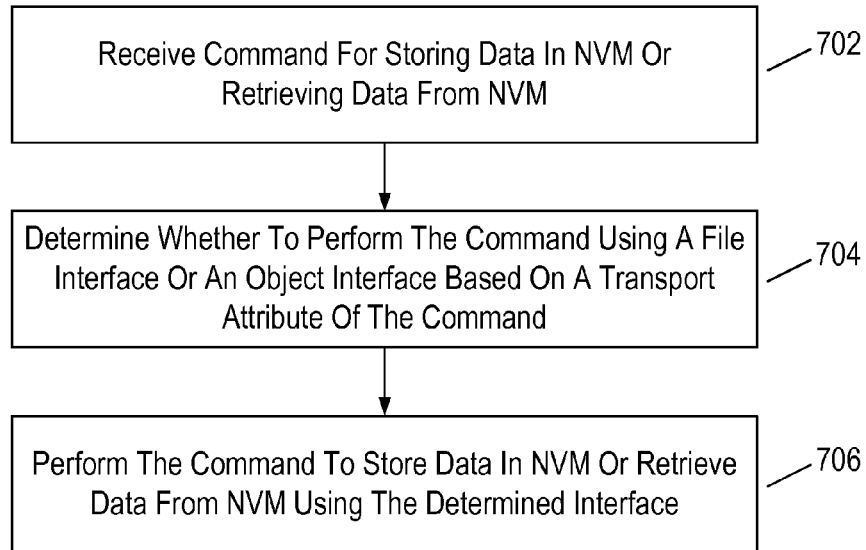 Receive Command For Storing Data In NVM Or
Retrieving Data From NVM
702
Determine Whether To Perform The Command Using A File
Interface Or An Object Interface Based On A Transport
Attribute Of The Command
704
Perform The Command To Store Data In NVM Or Retrieve
Data From NVM Using The Determined Interface
706